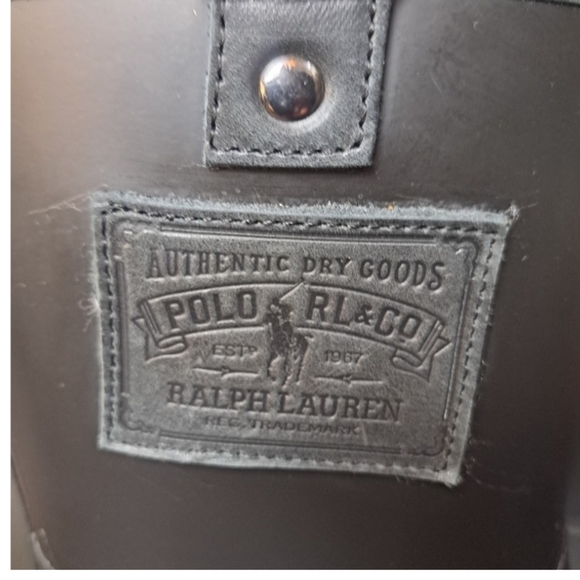 AUTHENTIC DRY GOODS
POLO RL&CO
ESTD 1967
RALPH LAUREN
REG. TRADEMARK